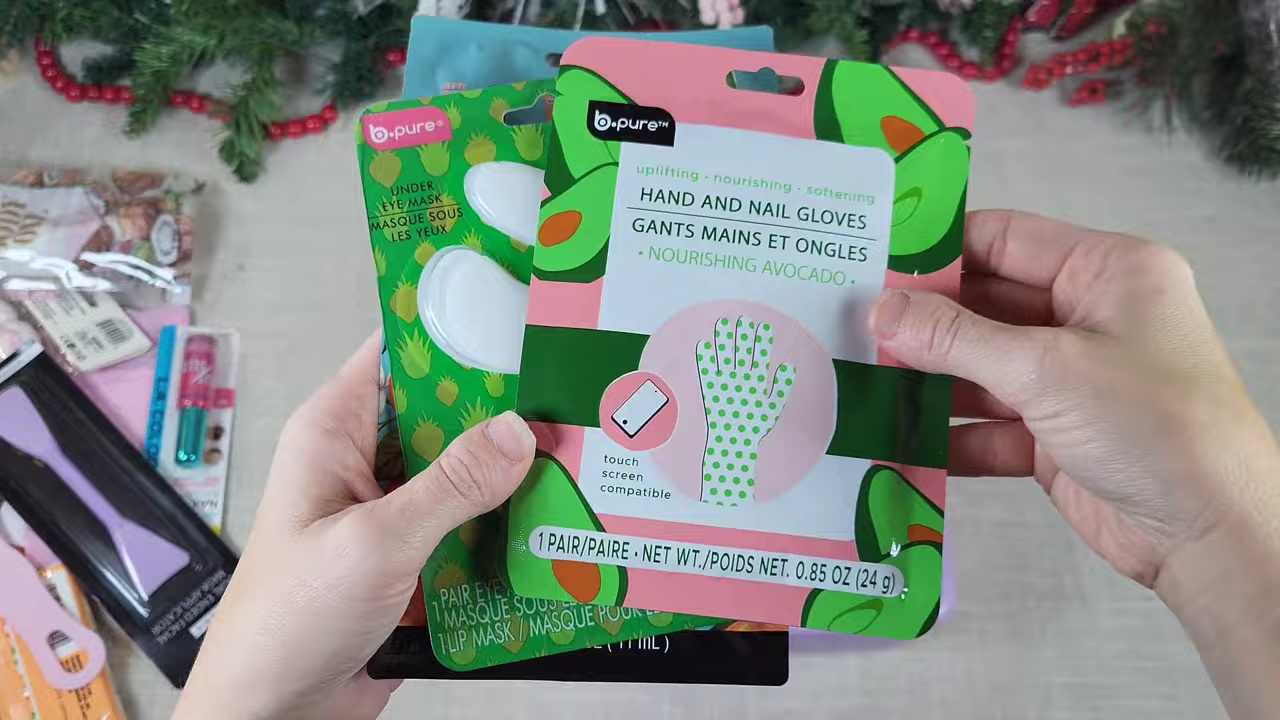 b.pure®
UNDER
EYE MASK
MASQUE SOUS
LES YEUX
b.pure™
uplifting · nourishing · softening
HAND AND NAIL GLOVES
GANTS MAINS ET ONGLES
· NOURISHING AVOCADO ·
touch
screen
compatible
1 PAIR/PAIRE · NET WT./POIDS NET. 0.85 OZ (24 g)
PAIR EYE
1 MASQUE SOUS
1 LIP MASK / MASQUE POUR